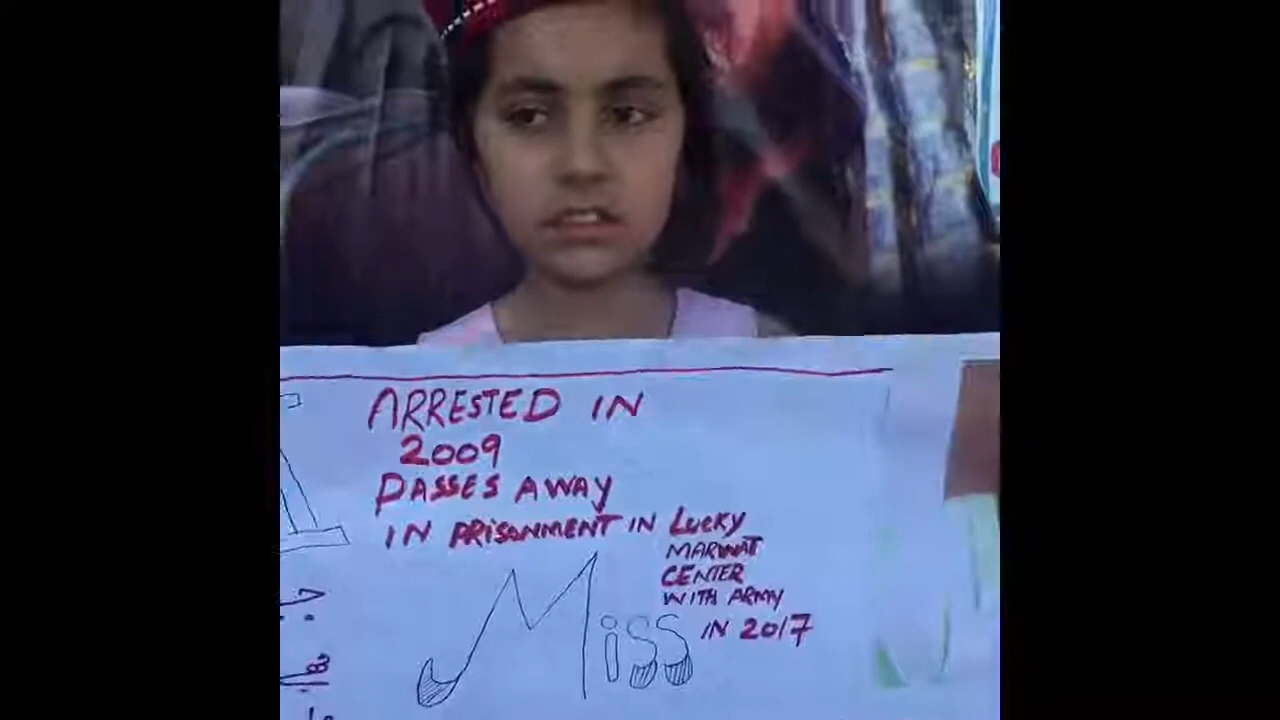 ARRESTED IN
2009
PASSES AWAY
IN PRISONMENT IN LUCKY
MARWAT
CENTER
WITH ARMY
IN 2017
Miss